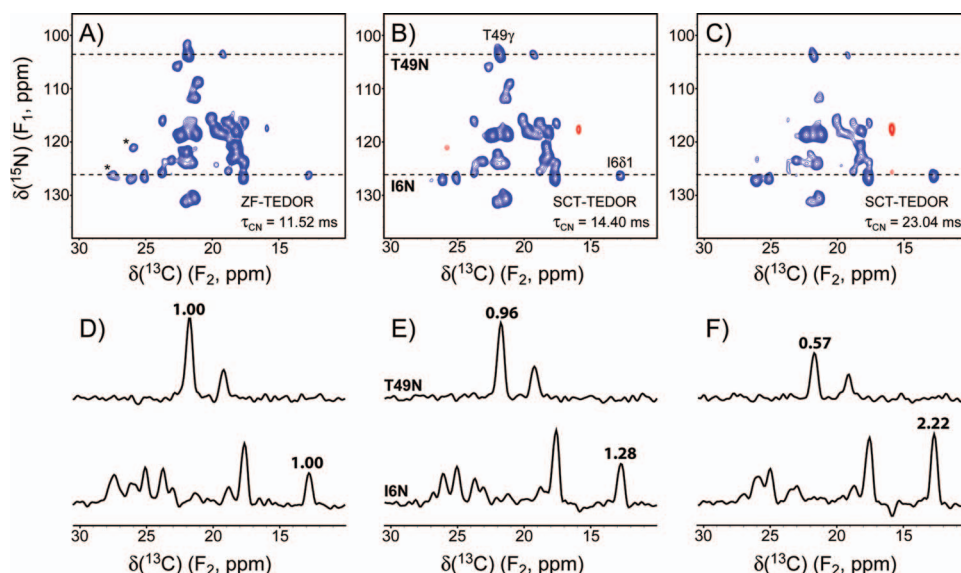 A) B) C)
T49γ
T49N
* I6δ1
*
I6N
ZF-TEDOR SCT-TEDOR SCT-TEDOR
τCN = 11.52 ms τCN = 14.40 ms τCN = 23.04 ms
δ(15N) (F1, ppm)
100
110
120
130
30 25 20 15 30 25 20 15 30 25 20 15
δ(13C) (F2, ppm) δ(13C) (F2, ppm) δ(13C) (F2, ppm)
D) E) F)
1.00 0.96 0.57
T49N
1.00 1.28 2.22
I6N
30 25 20 15 30 25 20 15 30 25 20 15
δ(13C) (F2, ppm) δ(13C) (F2, ppm) δ(13C) (F2, ppm)